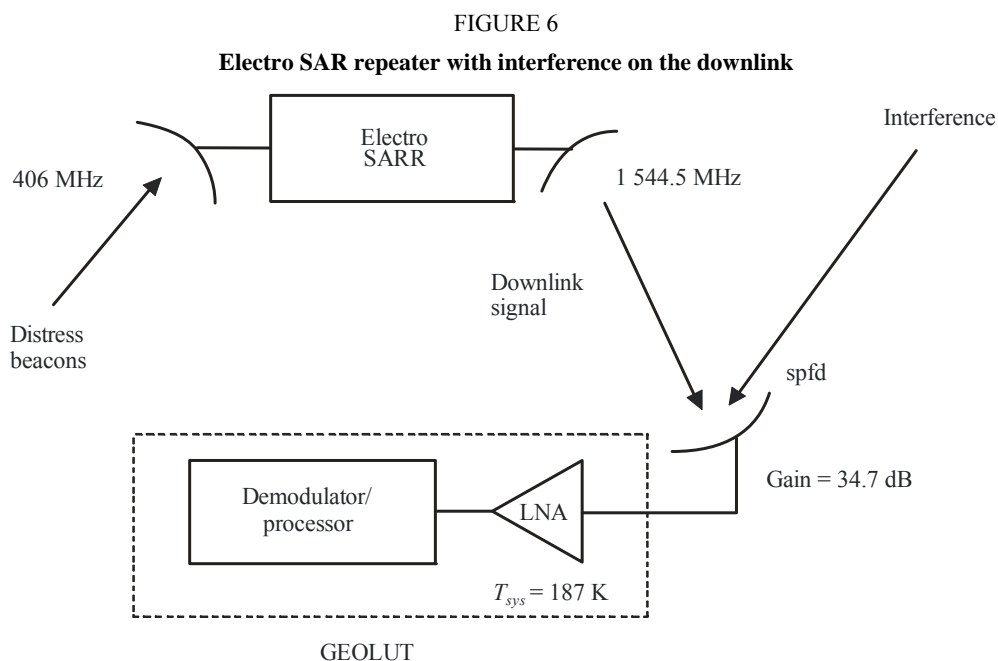 FIGURE 6
Electro SAR repeater with interference on the downlink
Interference
Electro
SARR
406 MHz
1 544.5 MHz
Downlink
signal
Distress
beacons
spfd
Gain = 34.7 dB
Demodulator/
processor
LNA
Tsys = 187 K
GEOLUT